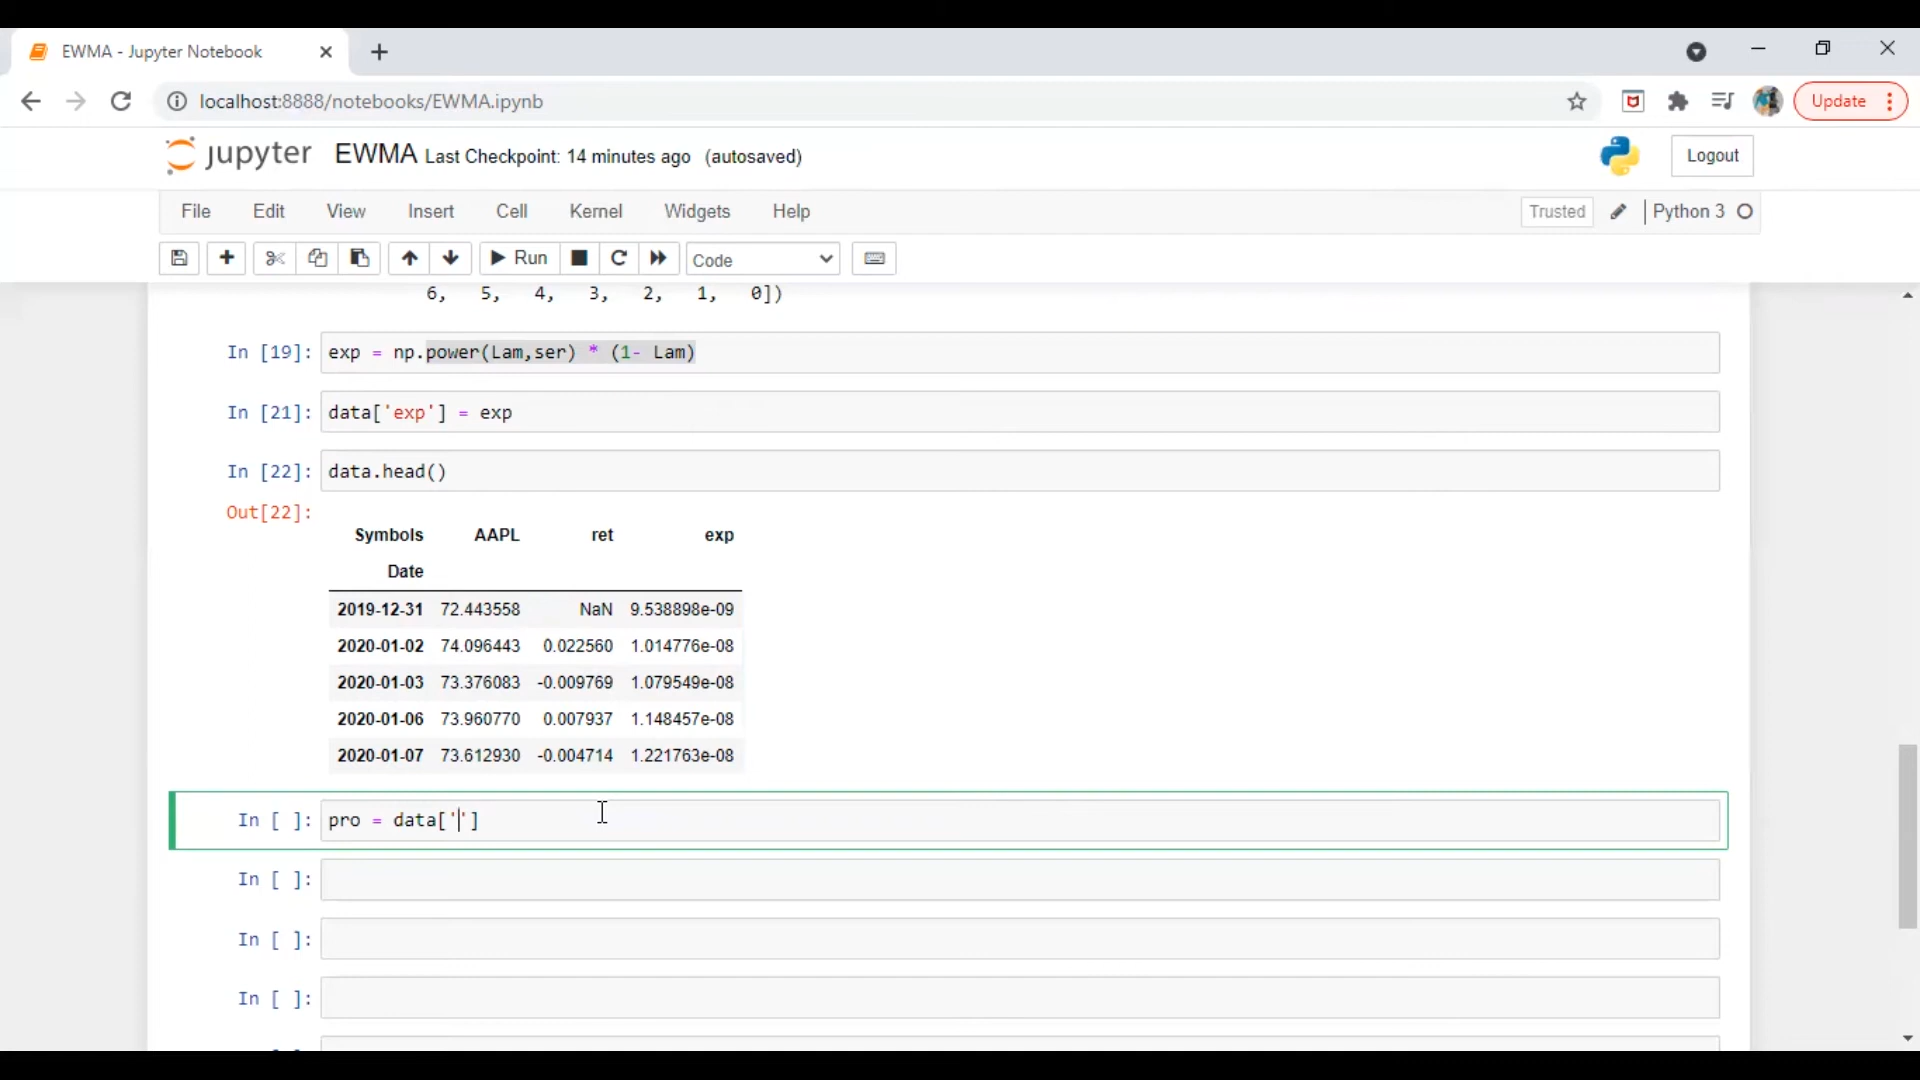 EWMA - Jupyter Notebook
localhost:8888/notebooks/EWMA.ipynb
Update
jupyter EWMA Last Checkpoint: 14 minutes ago (autosaved)
Logout
File Edit View Insert Cell Kernel Widgets Help
Trusted Python 3
Run Code
6, 5, 4, 3, 2, 1, 0])
In [19]: exp = np.power(Lam,ser) * (1- Lam)
In [21]: data['exp'] = exp
In [22]: data.head()
Out[22]:
Symbols AAPL ret exp
Date
2019-12-31 72.443558 NaN 9.538898e-09
2020-01-02 74.096443 0.022560 1.014776e-08
2020-01-03 73.376083 -0.009769 1.079549e-08
2020-01-06 73.960770 0.007937 1.148457e-08
2020-01-07 73.612930 -0.004714 1.221763e-08
In [ ]: pro = data['']
In [ ]:
In [ ]:
In [ ]: